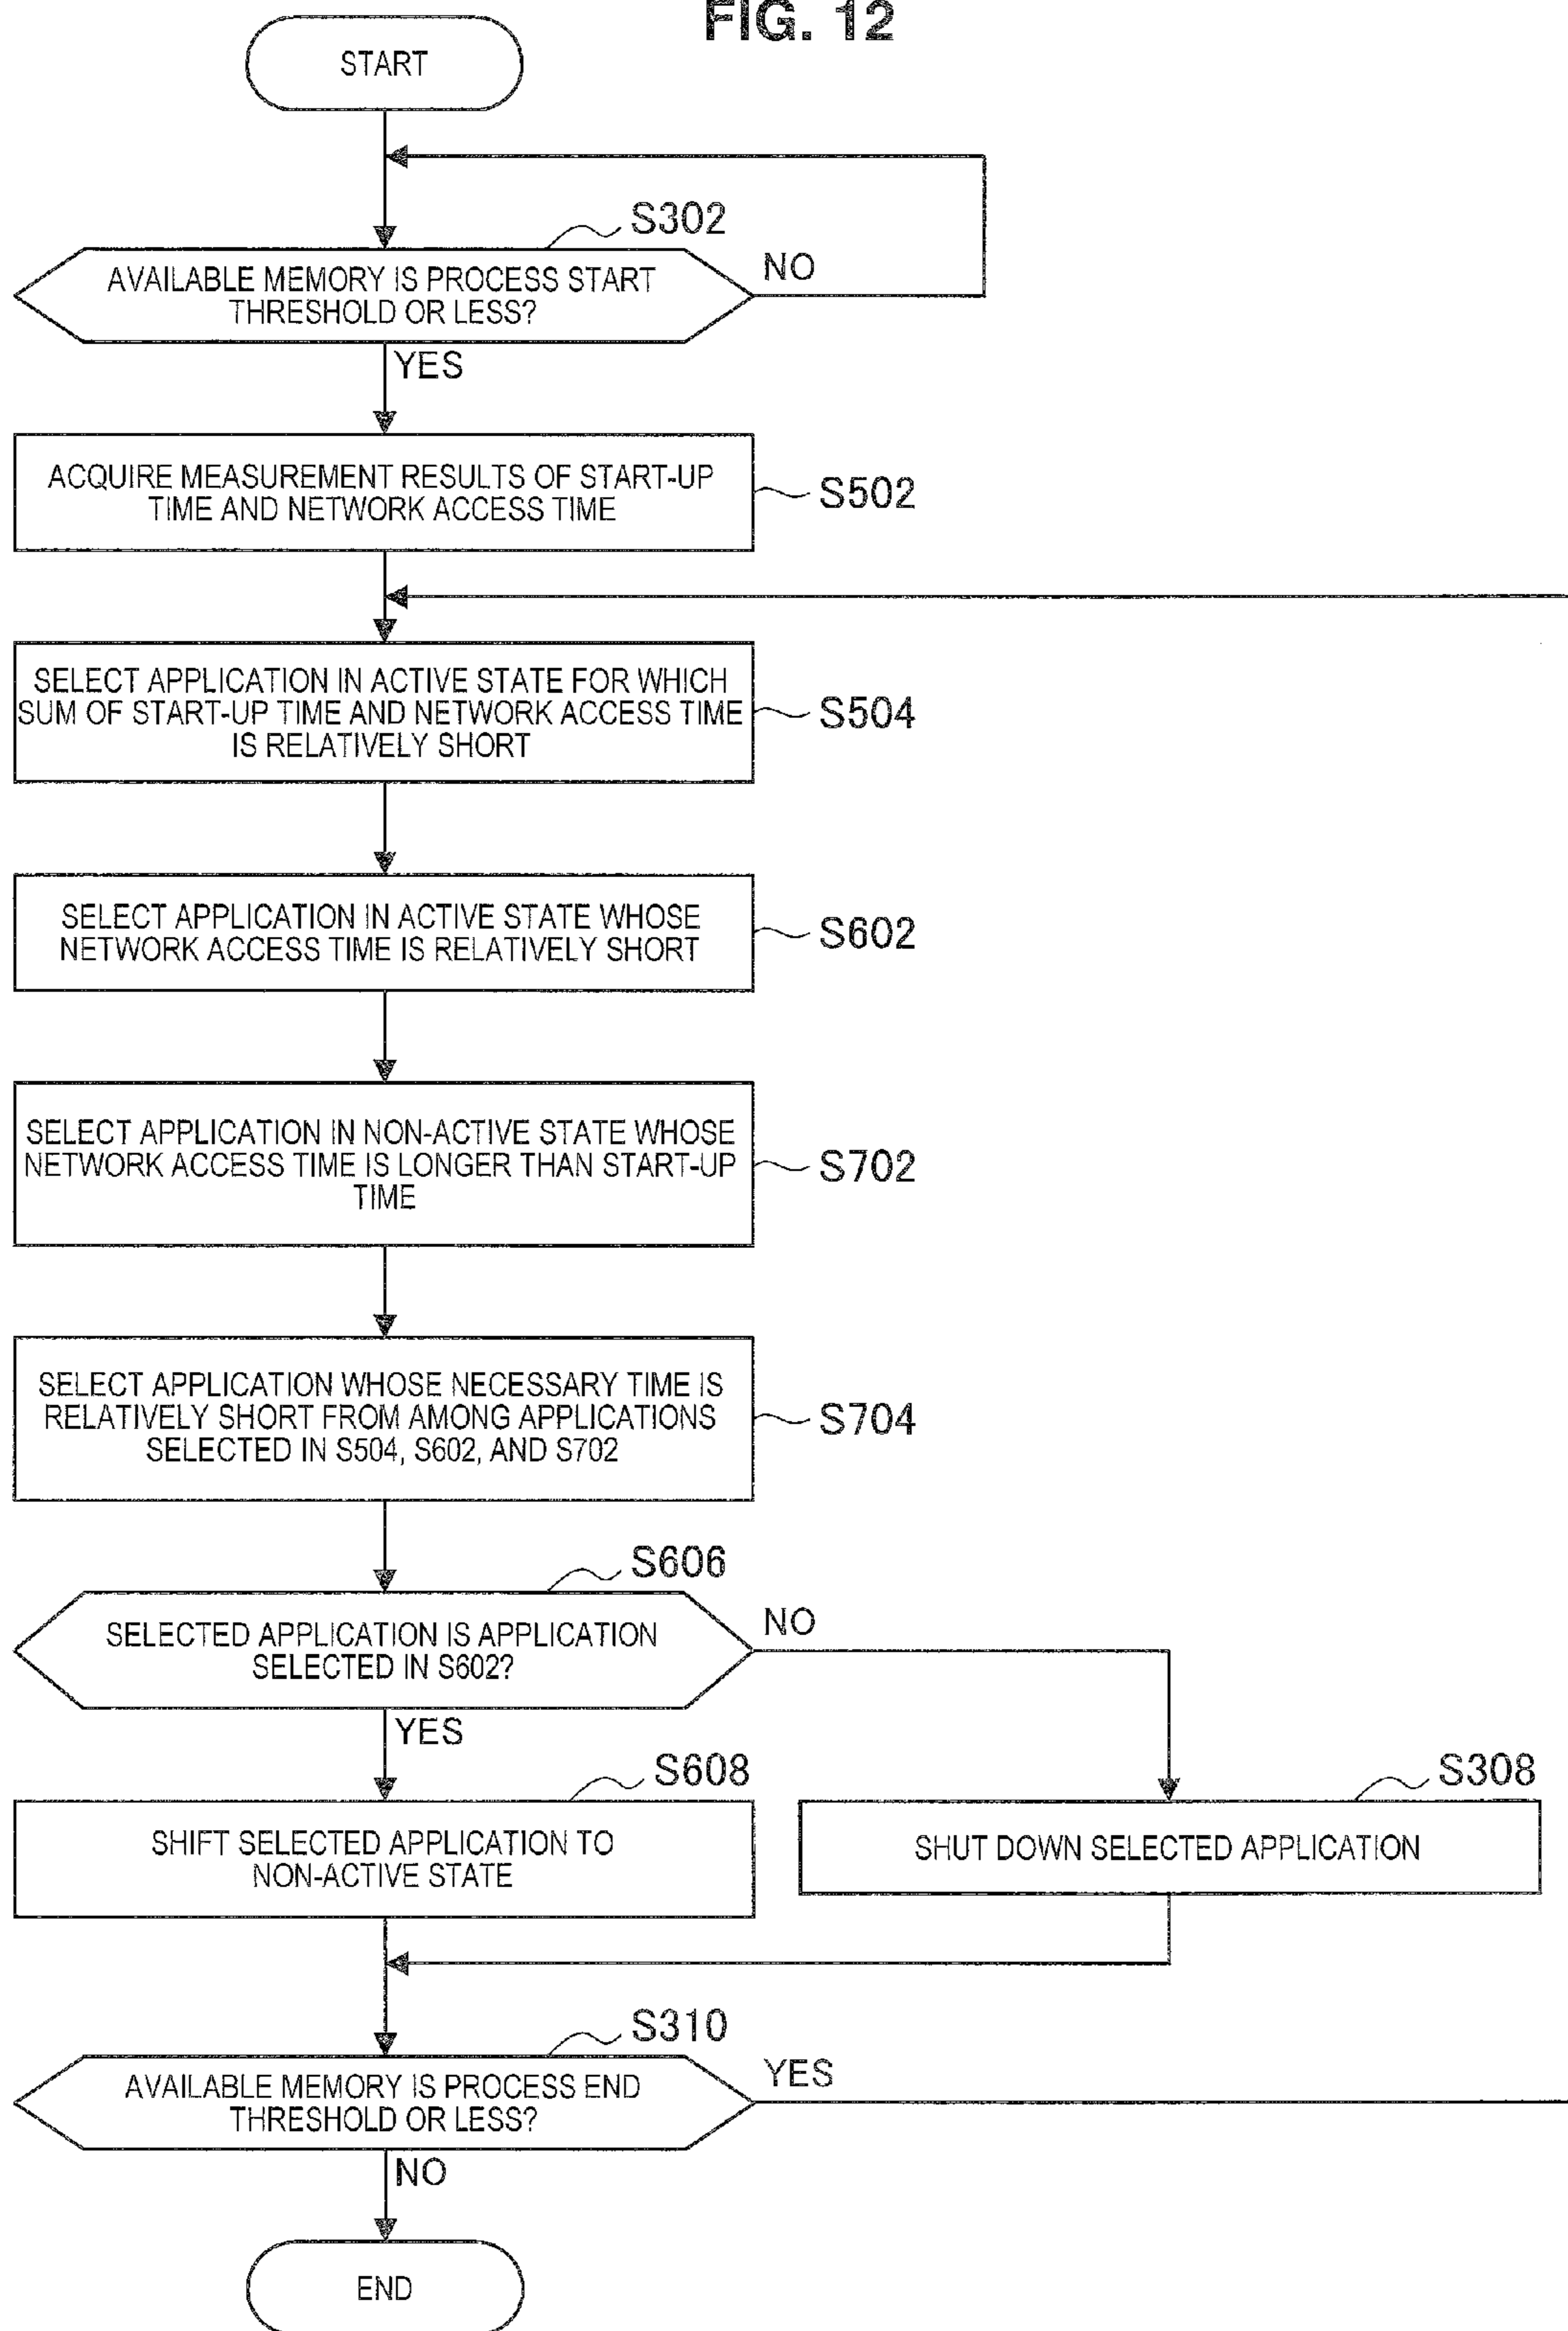 FIG. 12
START
S302
AVAILABLE MEMORY IS PROCESS START
THRESHOLD OR LESS?
NO
YES
ACQUIRE MEASUREMENT RESULTS OF START-UP
TIME AND NETWORK ACCESS TIME
S502
SELECT APPLICATION IN ACTIVE STATE FOR WHICH
SUM OF START-UP TIME AND NETWORK ACCESS TIME
IS RELATIVELY SHORT
S504
SELECT APPLICATION IN ACTIVE STATE WHOSE
NETWORK ACCESS TIME IS RELATIVELY SHORT
S602
SELECT APPLICATION IN NON-ACTIVE STATE WHOSE
NETWORK ACCESS TIME IS LONGER THAN START-UP
TIME
S702
SELECT APPLICATION WHOSE NECESSARY TIME IS
RELATIVELY SHORT FROM AMONG APPLICATIONS
SELECTED IN S504, S602, AND S702
S704
S606
SELECTED APPLICATION IS APPLICATION
SELECTED IN S602?
NO
YES
S608
SHIFT SELECTED APPLICATION TO
NON-ACTIVE STATE
S308
SHUT DOWN SELECTED APPLICATION
S310
AVAILABLE MEMORY IS PROCESS END
THRESHOLD OR LESS?
YES
NO
END